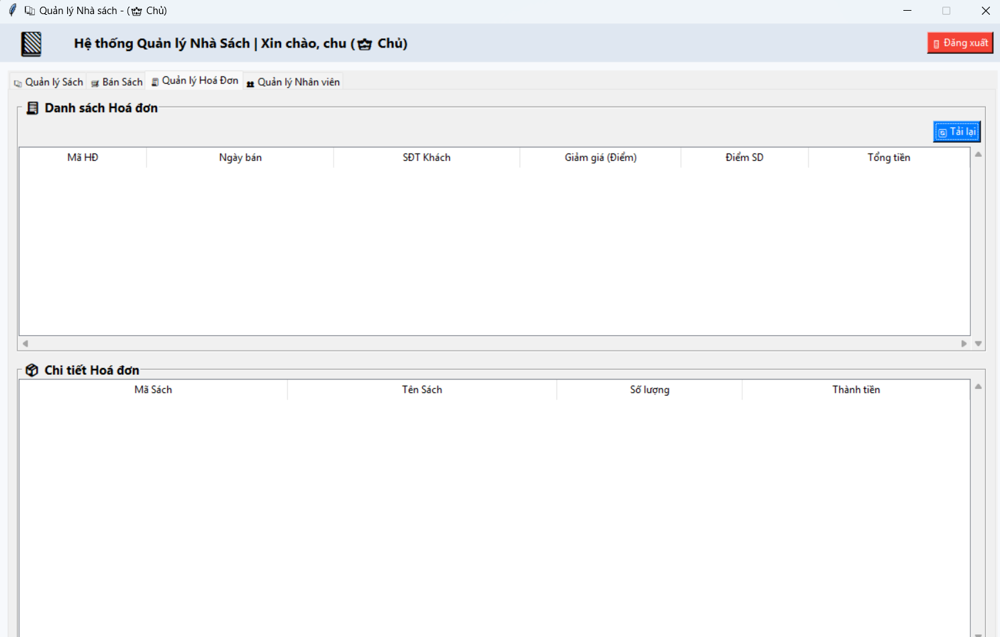 Quản lý Nhà sách - (Chủ)
Hệ thống Quản lý Nhà Sách | Xin chào, chu (Chủ)
Đăng xuất
Quản lý Sách Bán Sách Quản lý Hoá Đơn Quản lý Nhân viên
Danh sách Hoá đơn
Tải lại
Mã HĐ Ngày bán SĐT Khách Giảm giá (Điểm) Điểm SD Tổng tiền
Chi tiết Hoá đơn
Mã Sách Tên Sách Số lượng Thành tiền